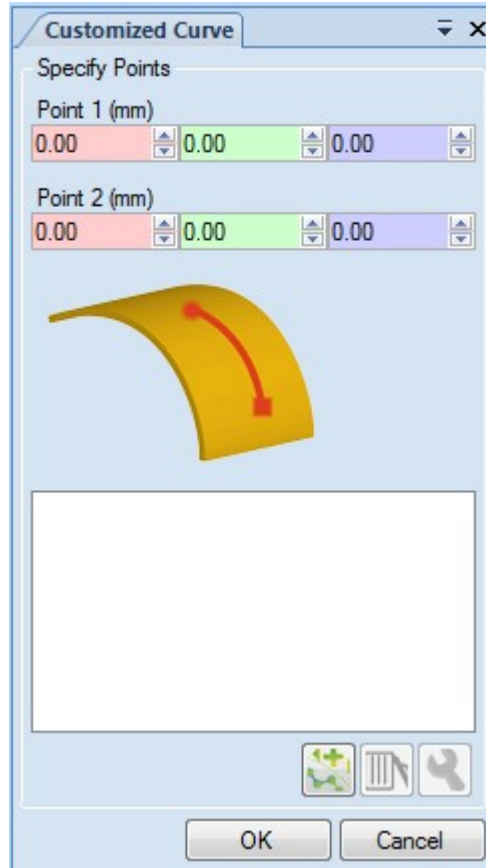 Customized Curve
Specify Points
Point 1 (mm)
0.00 0.00 0.00
Point 2 (mm)
0.00 0.00 0.00
OK Cancel